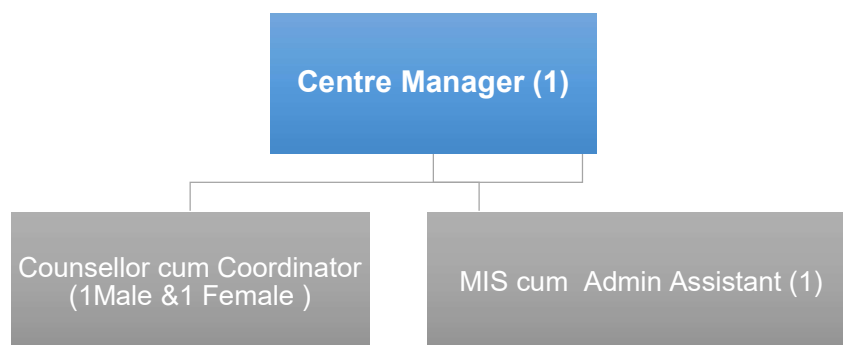 Centre Manager (1)
Counsellor cum Coordinator
(1Male &1 Female )
MIS cum  Admin Assistant (1)